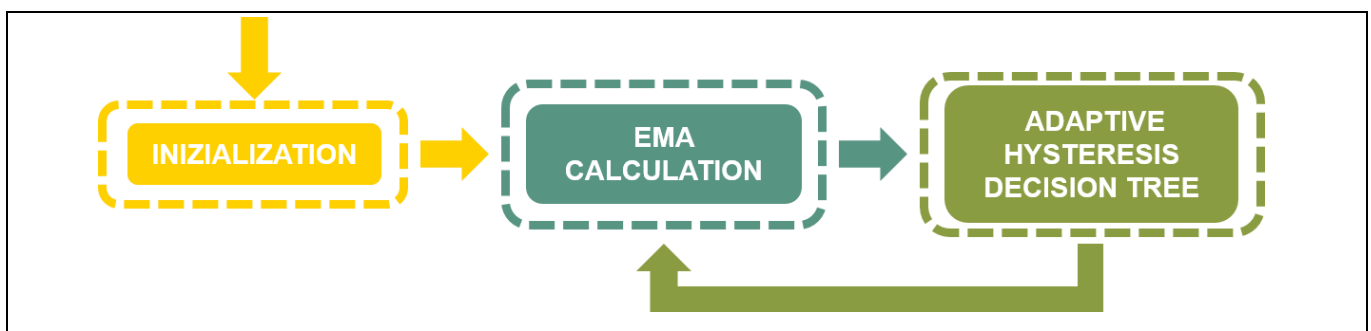 INIZIALIZATION
EMA
CALCULATION
ADAPTIVE
HYSTERESIS
DECISION TREE